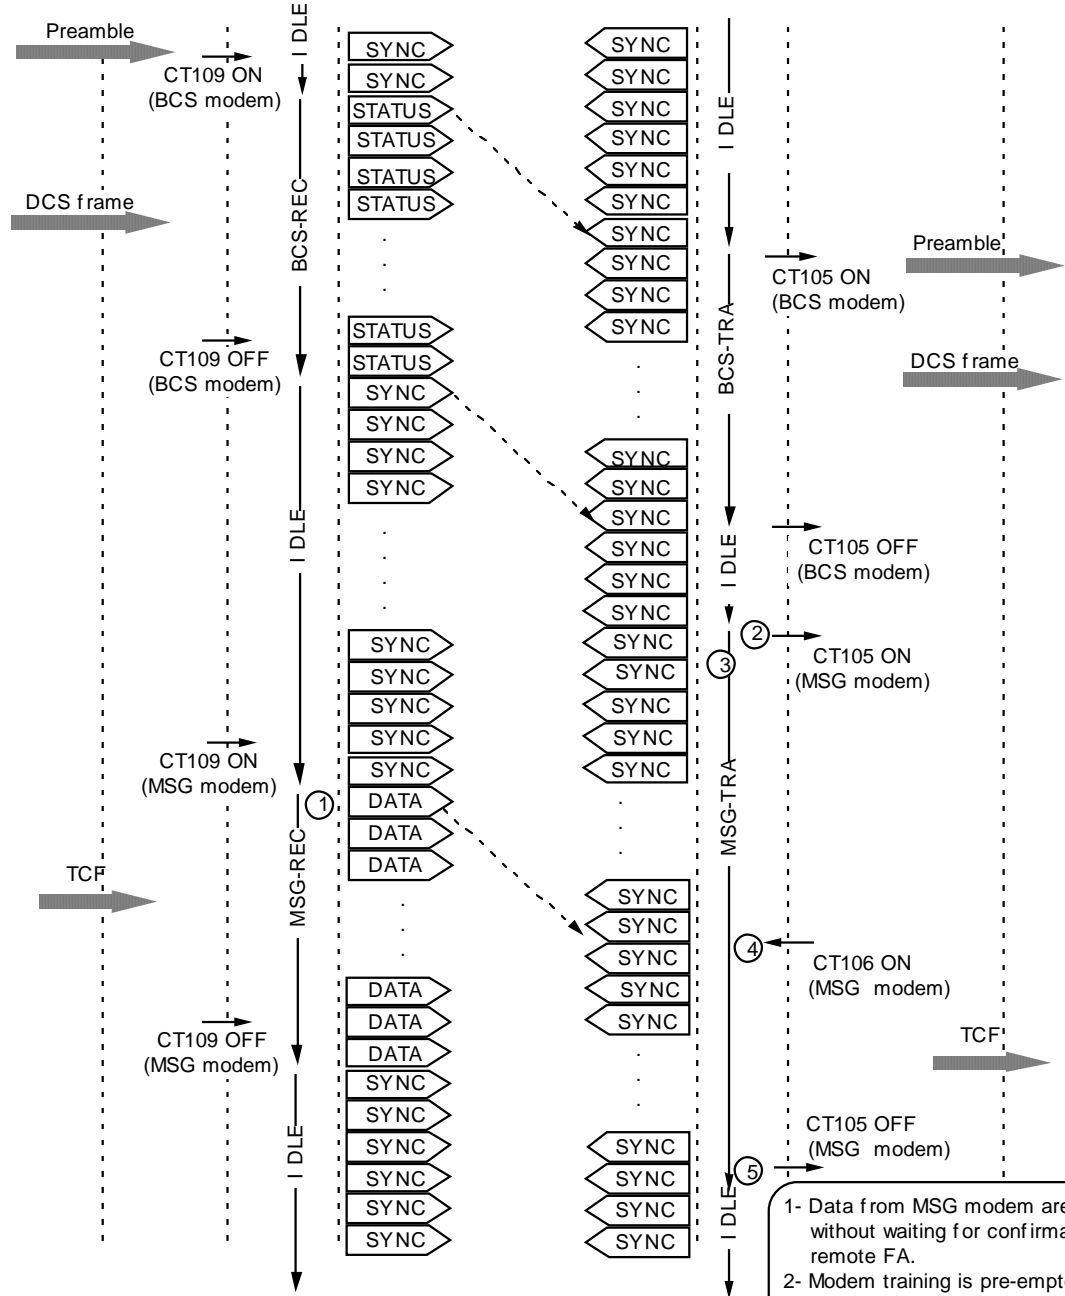 Preamble
CT109 ON
(BCS modem)
IDLE
SYNC
SYNC
STATUS
STATUS
STATUS
STATUS
SYNC
SYNC
SYNC
SYNC
SYNC
SYNC
SYNC
SYNC
SYNC
SYNC
IDLE
DCS frame
BCS-REC
Preamble
CT105 ON
(BCS modem)
BCS-TRA
CT109 OFF
(BCS modem)
STATUS
STATUS
SYNC
SYNC
SYNC
SYNC
DCS frame
SYNC
SYNC
SYNC
SYNC
SYNC
SYNC
SYNC
SYNC
SYNC
SYNC
SYNC
IDLE
IDLE
CT105 OFF
(BCS modem)
2
CT105 ON
(MSG modem)
3
SYNC
SYNC
SYNC
SYNC
SYNC
DATA
DATA
DATA
CT109 ON
(MSG modem)
1
MSG-REC
MSG-TRA
TCF
SYNC
SYNC
SYNC
SYNC
SYNC
4
CT106 ON
(MSG modem)
DATA
DATA
DATA
SYNC
SYNC
SYNC
SYNC
SYNC
SYNC
CT109 OFF
(MSG modem)
TCF
IDLE
CT105 OFF
(MSG modem)
5
SYNC
SYNC
SYNC
SYNC
IDLE
1- Data from MSG modem are
without waiting for confirma
remote FA.
2- Modem training is pre-empt